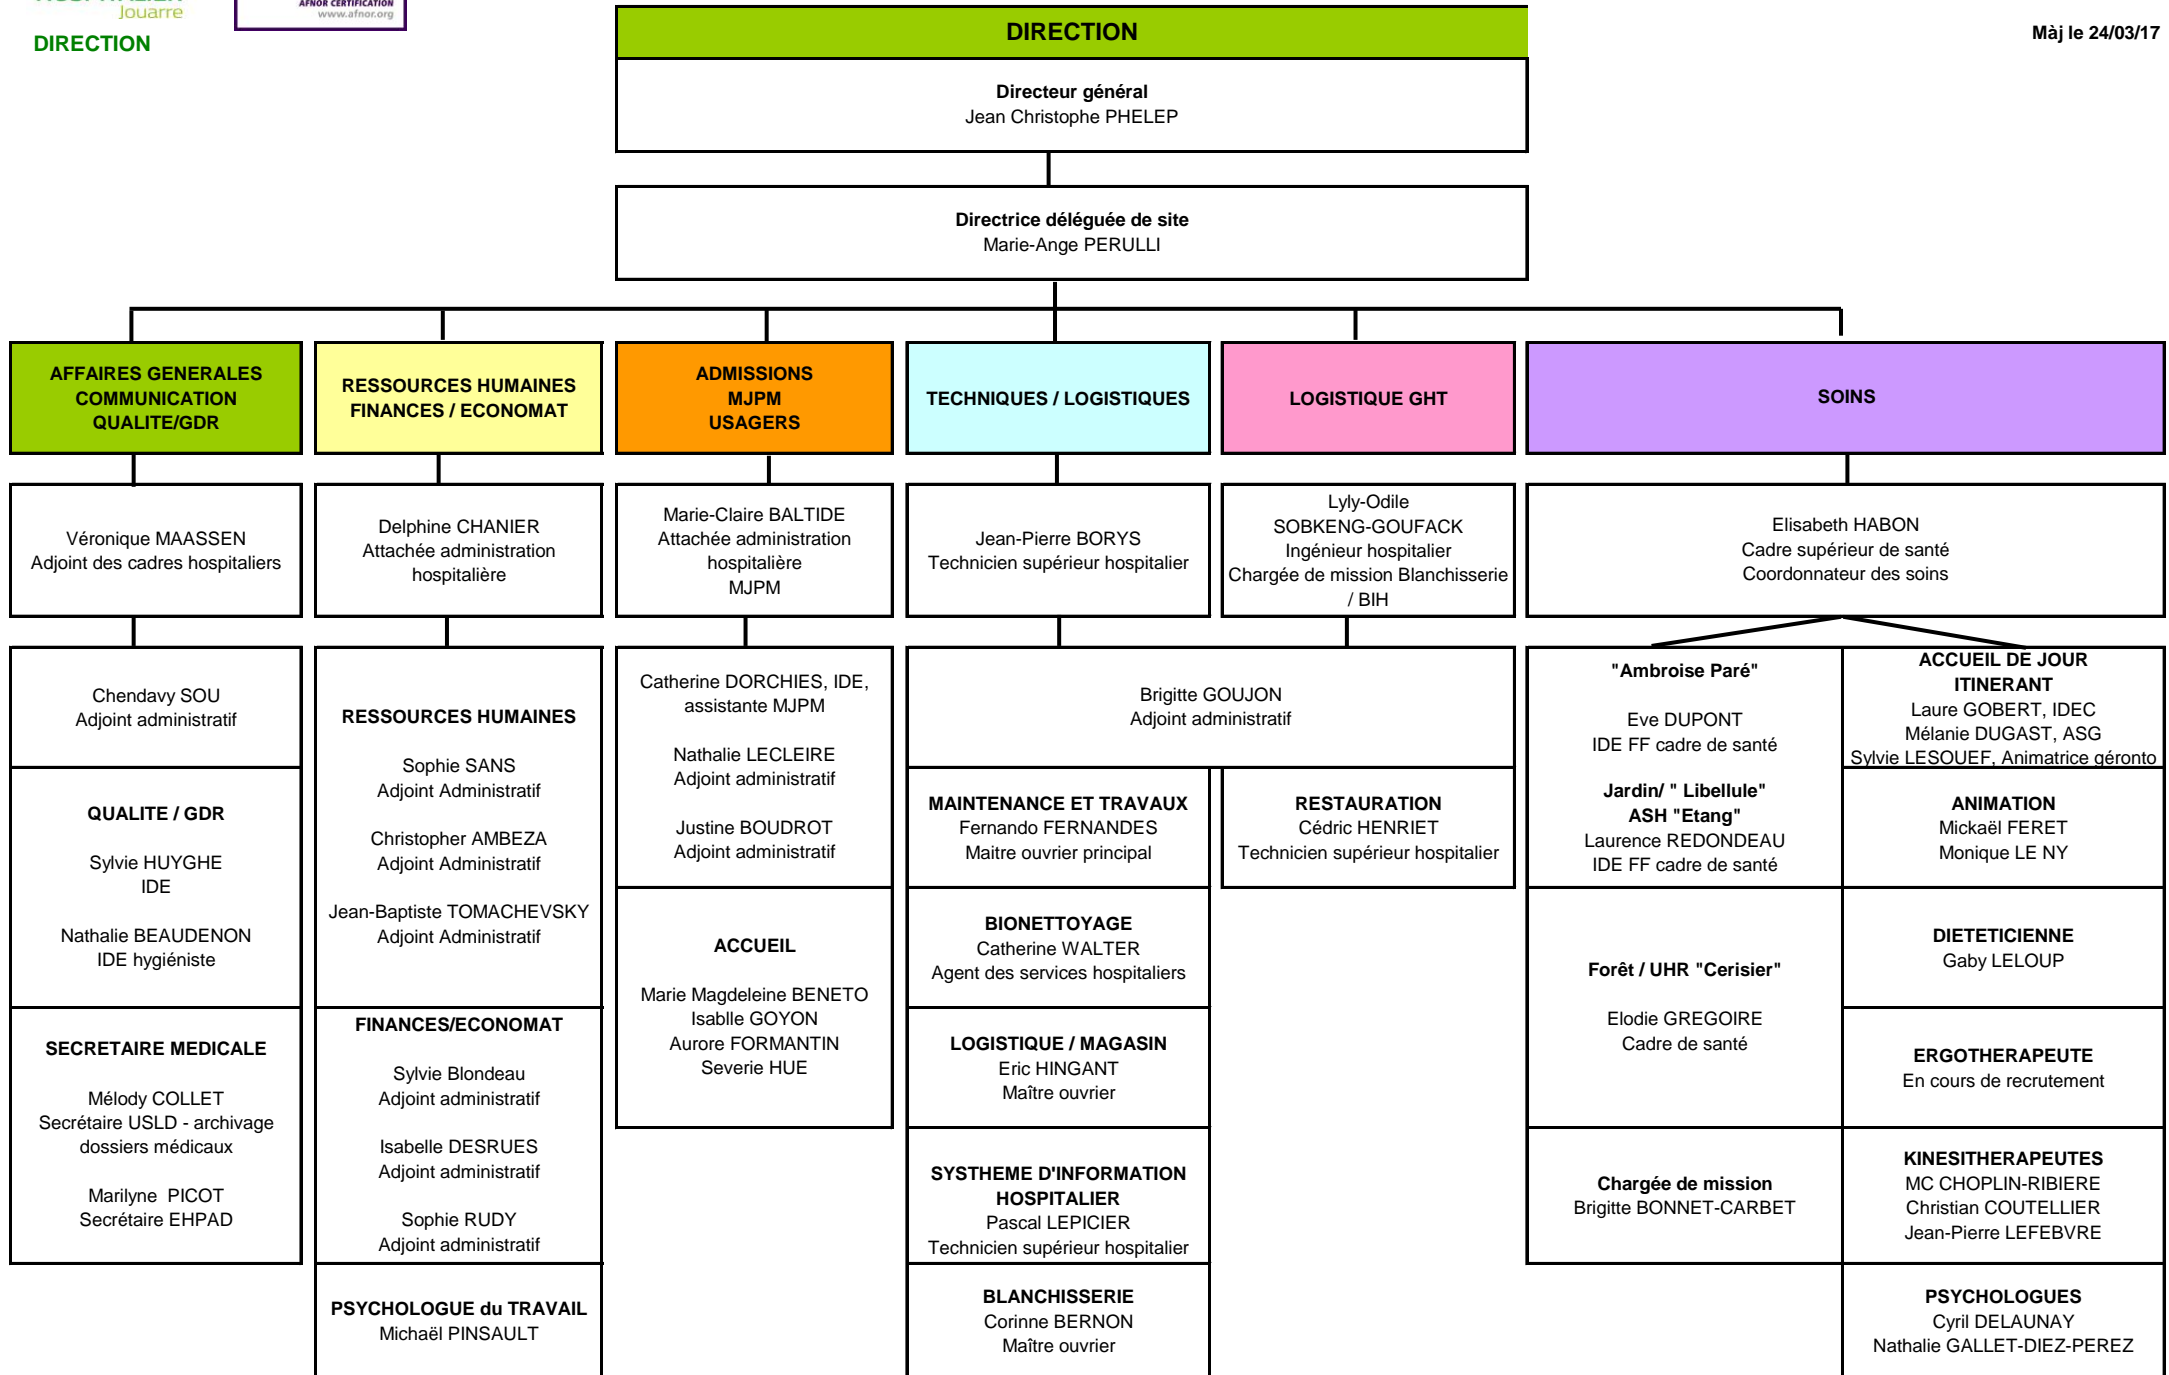 Jouarre
AFNOR CERTIFICATION
www.afnor.org
DIRECTION
DIRECTION
Màj le 24/03/17
Directeur général
Jean Christophe PHELEP
Directrice déléguée de site
Marie-Ange PERULLI
AFFAIRES GENERALES
COMMUNICATION
QUALITE/GDR
RESSOURCES HUMAINES
FINANCES / ECONOMAT
ADMISSIONS
MJPM
USAGERS
TECHNIQUES / LOGISTIQUES
LOGISTIQUE GHT
SOINS
Véronique MAASSEN
Adjoint des cadres hospitaliers
Delphine CHANIER
Attachée administration
hospitalière
Marie-Claire BALTIDE
Attachée administration
hospitalière
MJPM
Jean-Pierre BORYS
Technicien supérieur hospitalier
Lyly-Odile
SOBKENG-GOUFACK
Ingénieur hospitalier
Chargée de mission Blanchisserie
/ BIH
Elisabeth HABON
Cadre supérieur de santé
Coordonnateur des soins
Chendavy SOU
Adjoint administratif
QUALITE / GDR
Sylvie HUYGHE
IDE
Nathalie BEAUDENON
IDE hygiéniste
SECRETAIRE MEDICALE
Mélody COLLET
Secrétaire USLD - archivage
dossiers médicaux
Marilyne  PICOT
Secrétaire EHPAD
RESSOURCES HUMAINES
Sophie SANS
Adjoint Administratif
Christopher AMBEZA
Adjoint Administratif
Jean-Baptiste TOMACHEVSKY
Adjoint Administratif
FINANCES/ECONOMAT
Sylvie Blondeau
Adjoint administratif
Isabelle DESRUES
Adjoint administratif
Sophie RUDY
Adjoint administratif
PSYCHOLOGUE du TRAVAIL
Michaël PINSAULT
Catherine DORCHIES, IDE,
assistante MJPM
Nathalie LECLEIRE
Adjoint administratif
Justine BOUDROT
Adjoint administratif
ACCUEIL
Marie Magdeleine BENETO
Isablle GOYON
Aurore FORMANTIN
Severie HUE
Brigitte GOUJON
Adjoint administratif
MAINTENANCE ET TRAVAUX
Fernando FERNANDES
Maitre ouvrier principal
BIONETTOYAGE
Catherine WALTER
Agent des services hospitaliers
LOGISTIQUE / MAGASIN
Eric HINGANT
Maître ouvrier
SYSTHEME D'INFORMATION
HOSPITALIER
Pascal LEPICIER
Technicien supérieur hospitalier
BLANCHISSERIE
Corinne BERNON
Maître ouvrier
RESTAURATION
Cédric HENRIET
Technicien supérieur hospitalier
"Ambroise Paré"
Eve DUPONT
IDE FF cadre de santé
Jardin/ " Libellule"
ASH "Etang"
Laurence REDONDEAU
IDE FF cadre de santé
Forêt / UHR "Cerisier"
Elodie GREGOIRE
Cadre de santé
Chargée de mission
Brigitte BONNET-CARBET
ACCUEIL DE JOUR
ITINERANT
Laure GOBERT, IDEC
Mélanie DUGAST, ASG
Sylvie LESOUEF, Animatrice géronto
ANIMATION
Mickaël FERET
Monique LE NY
DIETETICIENNE
Gaby LELOUP
ERGOTHERAPEUTE
En cours de recrutement
KINESITHERAPEUTES
MC CHOPLIN-RIBIERE
Christian COUTELLIER
Jean-Pierre LEFEBVRE
PSYCHOLOGUES
Cyril DELAUNAY
Nathalie GALLET-DIEZ-PEREZ